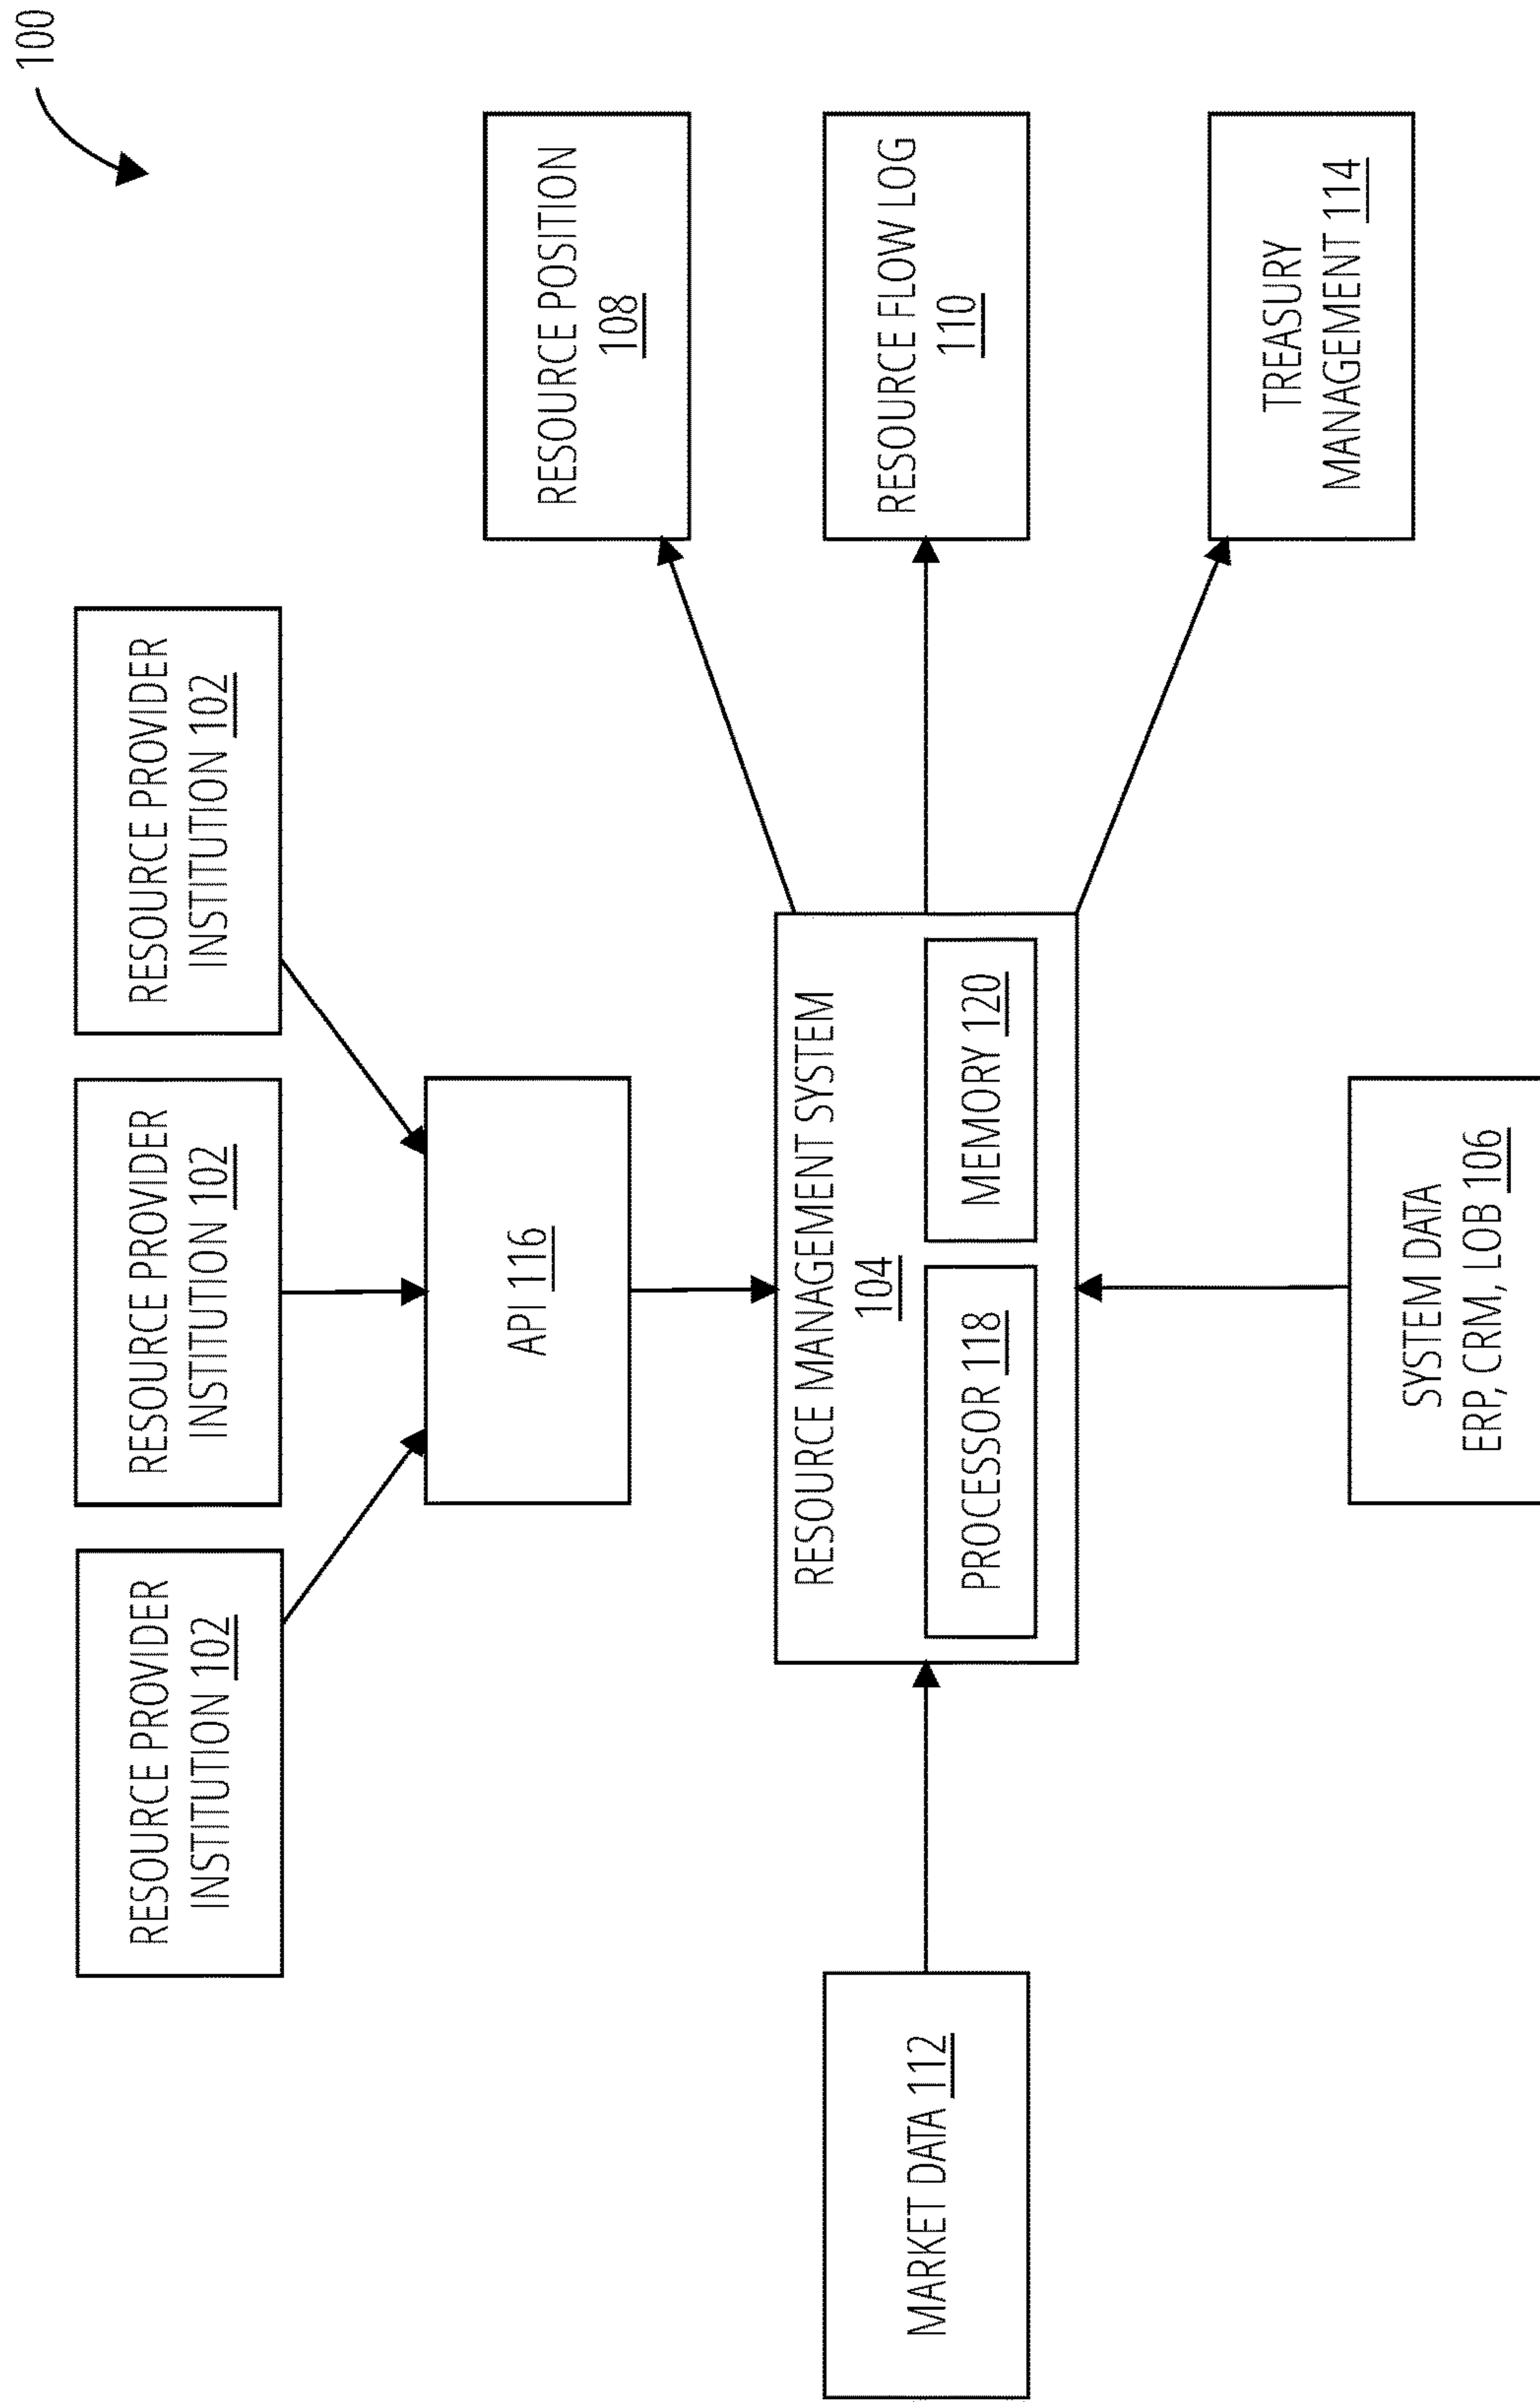 100
RESOURCE PROVIDER
INSTITUTION 102
RESOURCE PROVIDER
INSTITUTION 102
RESOURCE PROVIDER
INSTITUTION 102
API 116
RESOURCE POSITION
108
RESOURCE MANAGEMENT SYSTEM
104
PROCESSOR 118
MEMORY 120
MARKET DATA 112
RESOURCE FLOW LOG
110
TREASURY
MANAGEMENT 114
SYSTEM DATA
ERP, CRM, LOB 106